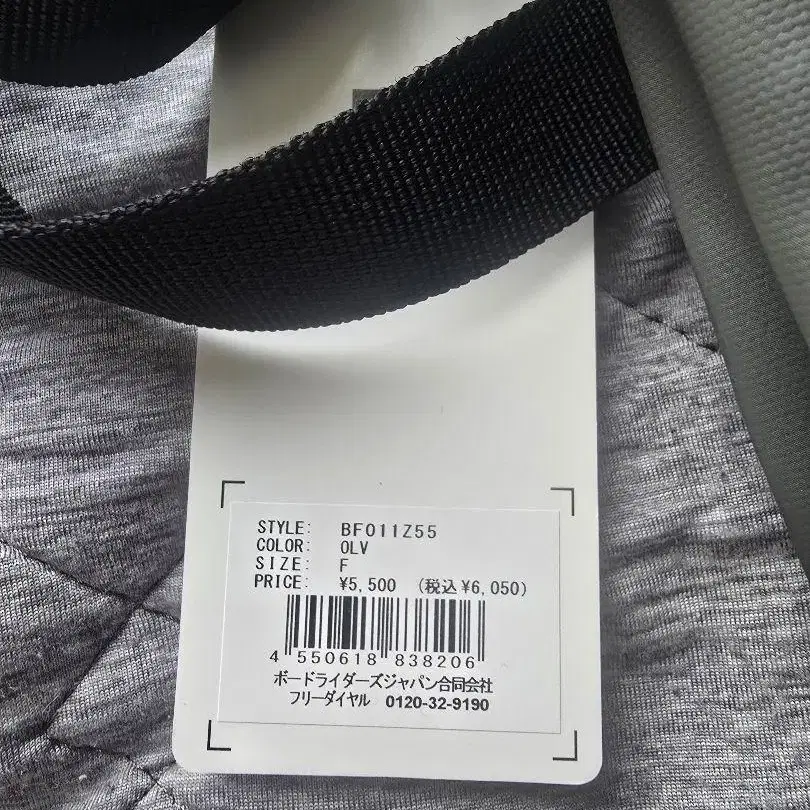 STYLE: BF011Z55
COLOR: OLV
SIZE: F
PRICE: ¥5,500 (税込¥6,050)
4 550618 838206
ボードライダーズジャパン合同会社
フリーダイヤル 0120-32-9190